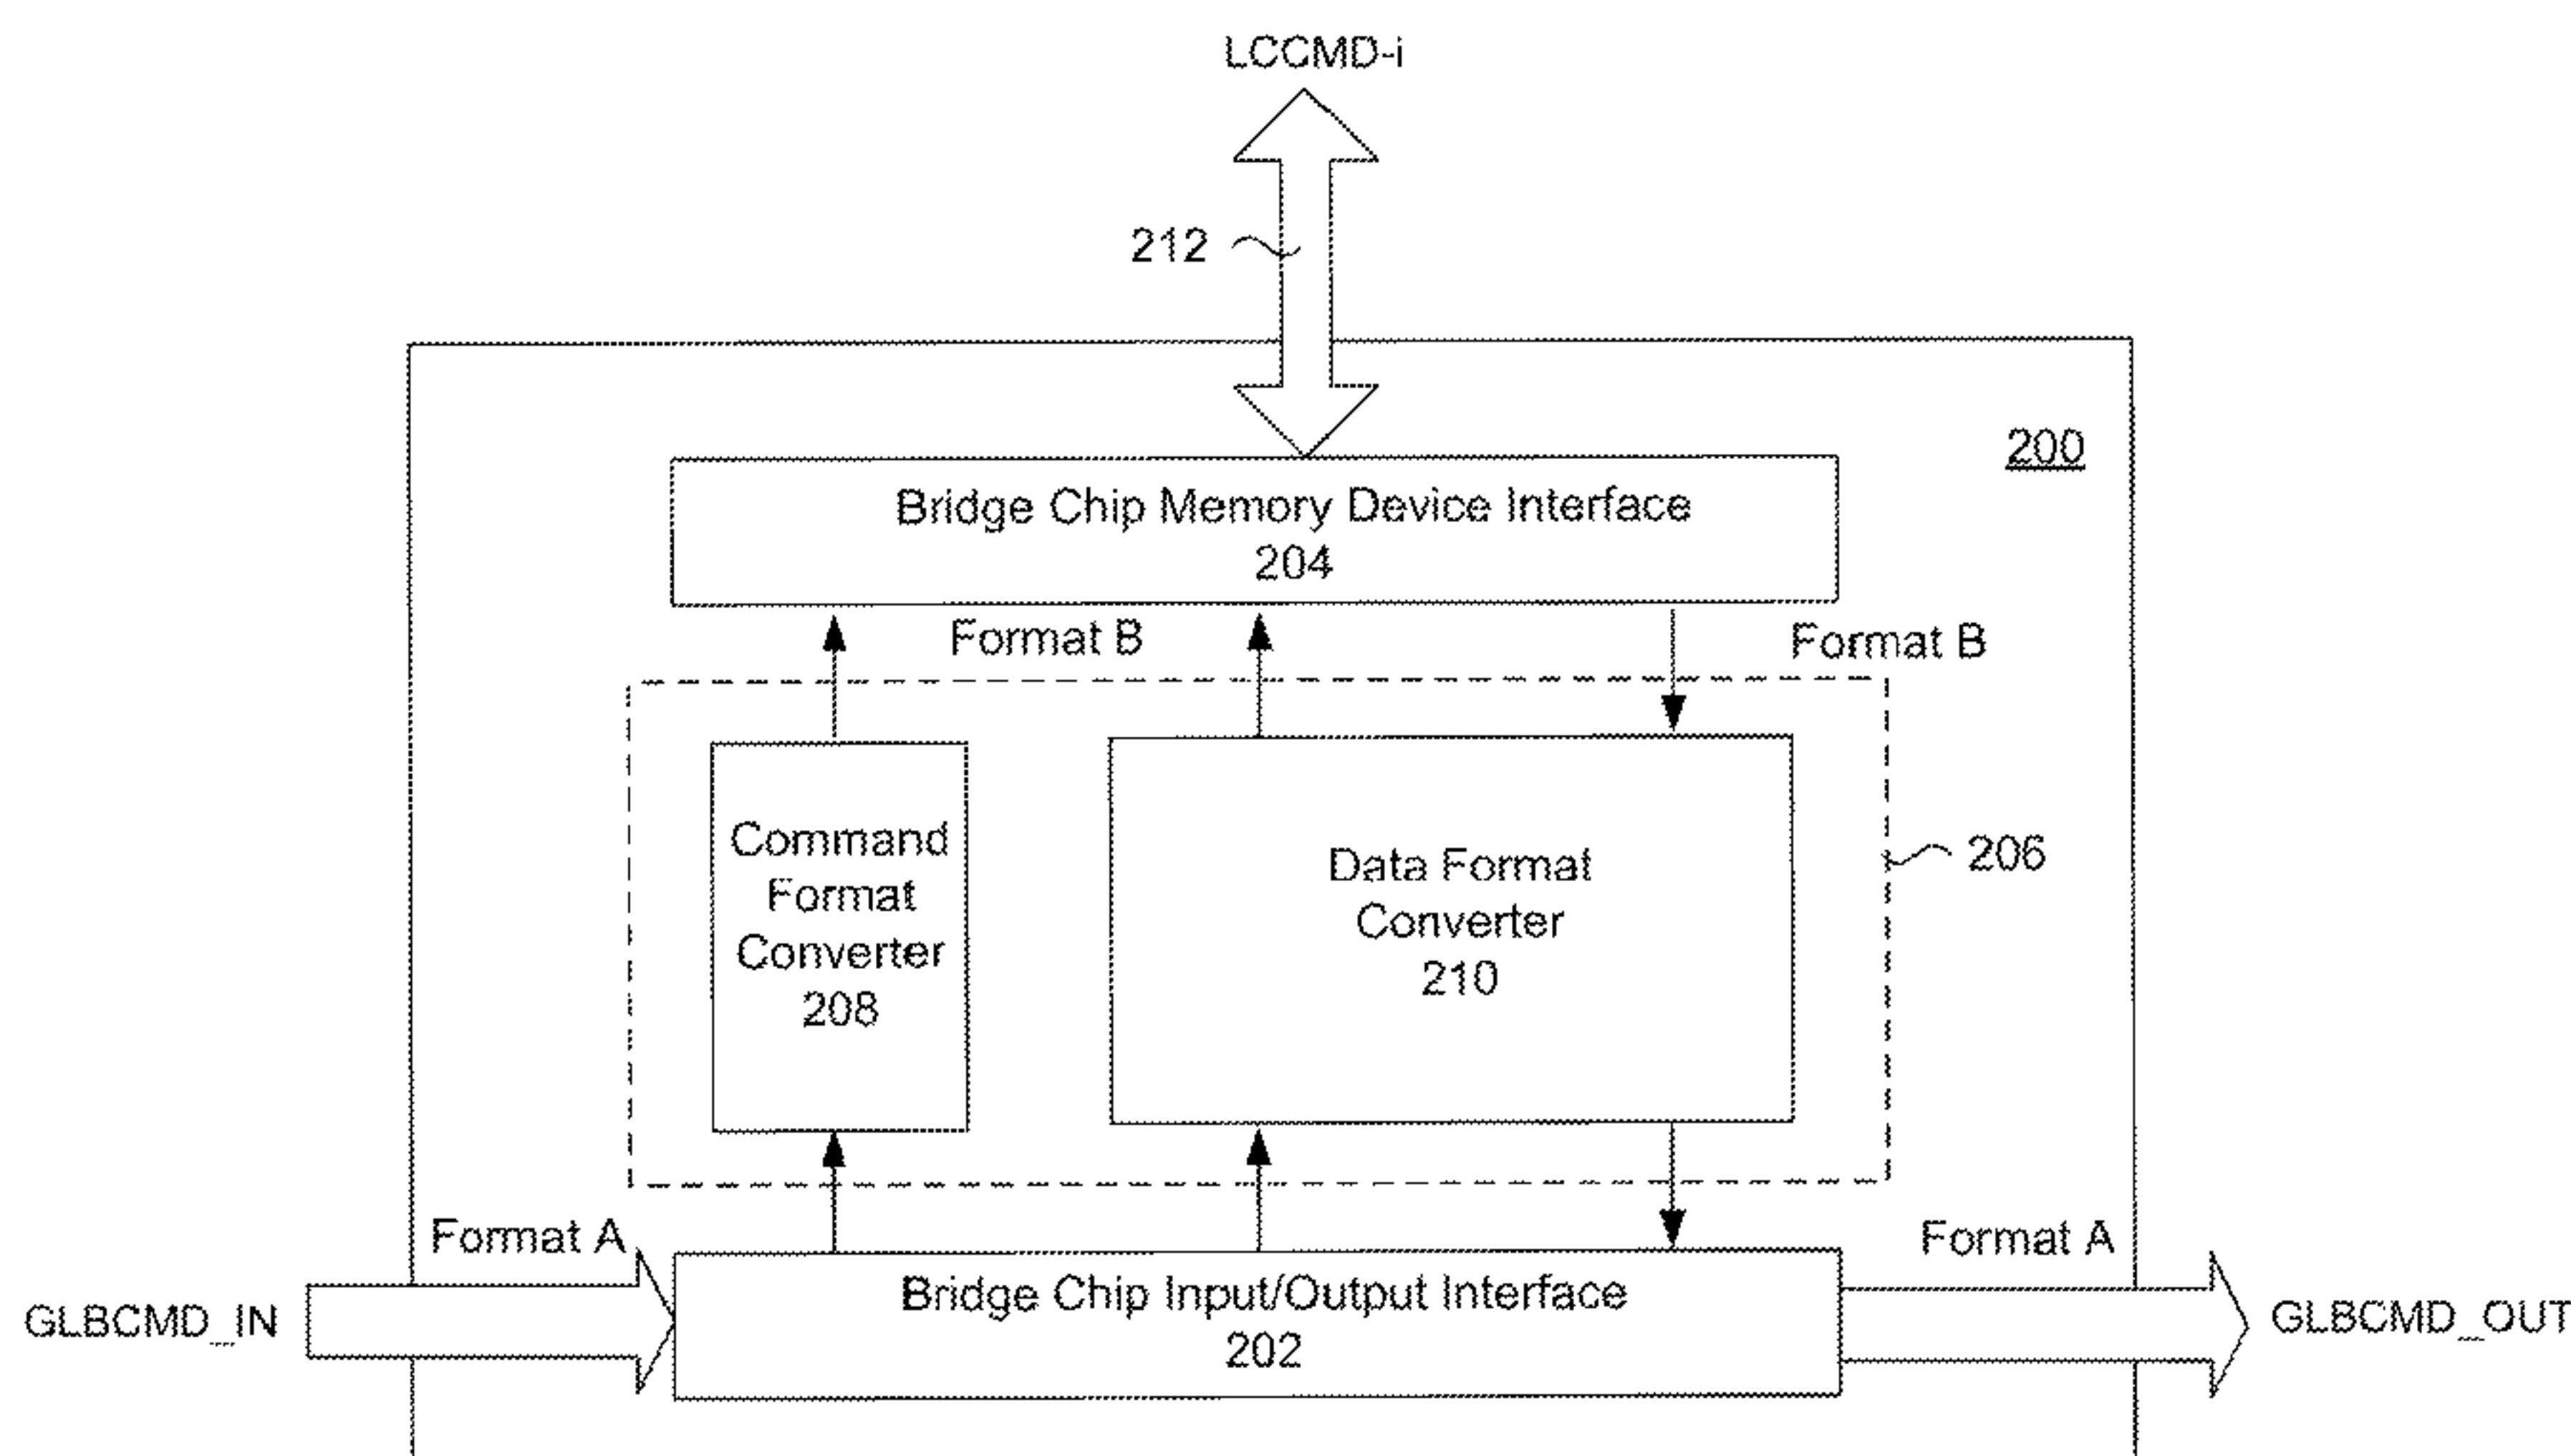 LCCMD-i
212
200
Bridge Chip Memory Device Interface
204
Format B
Format B
Command
Format
Converter
208
Data Format
Converter
210
206
Format A
Format A
GLBCMD_IN
Bridge Chip Input/Output Interface
202
GLBCMD_OUT